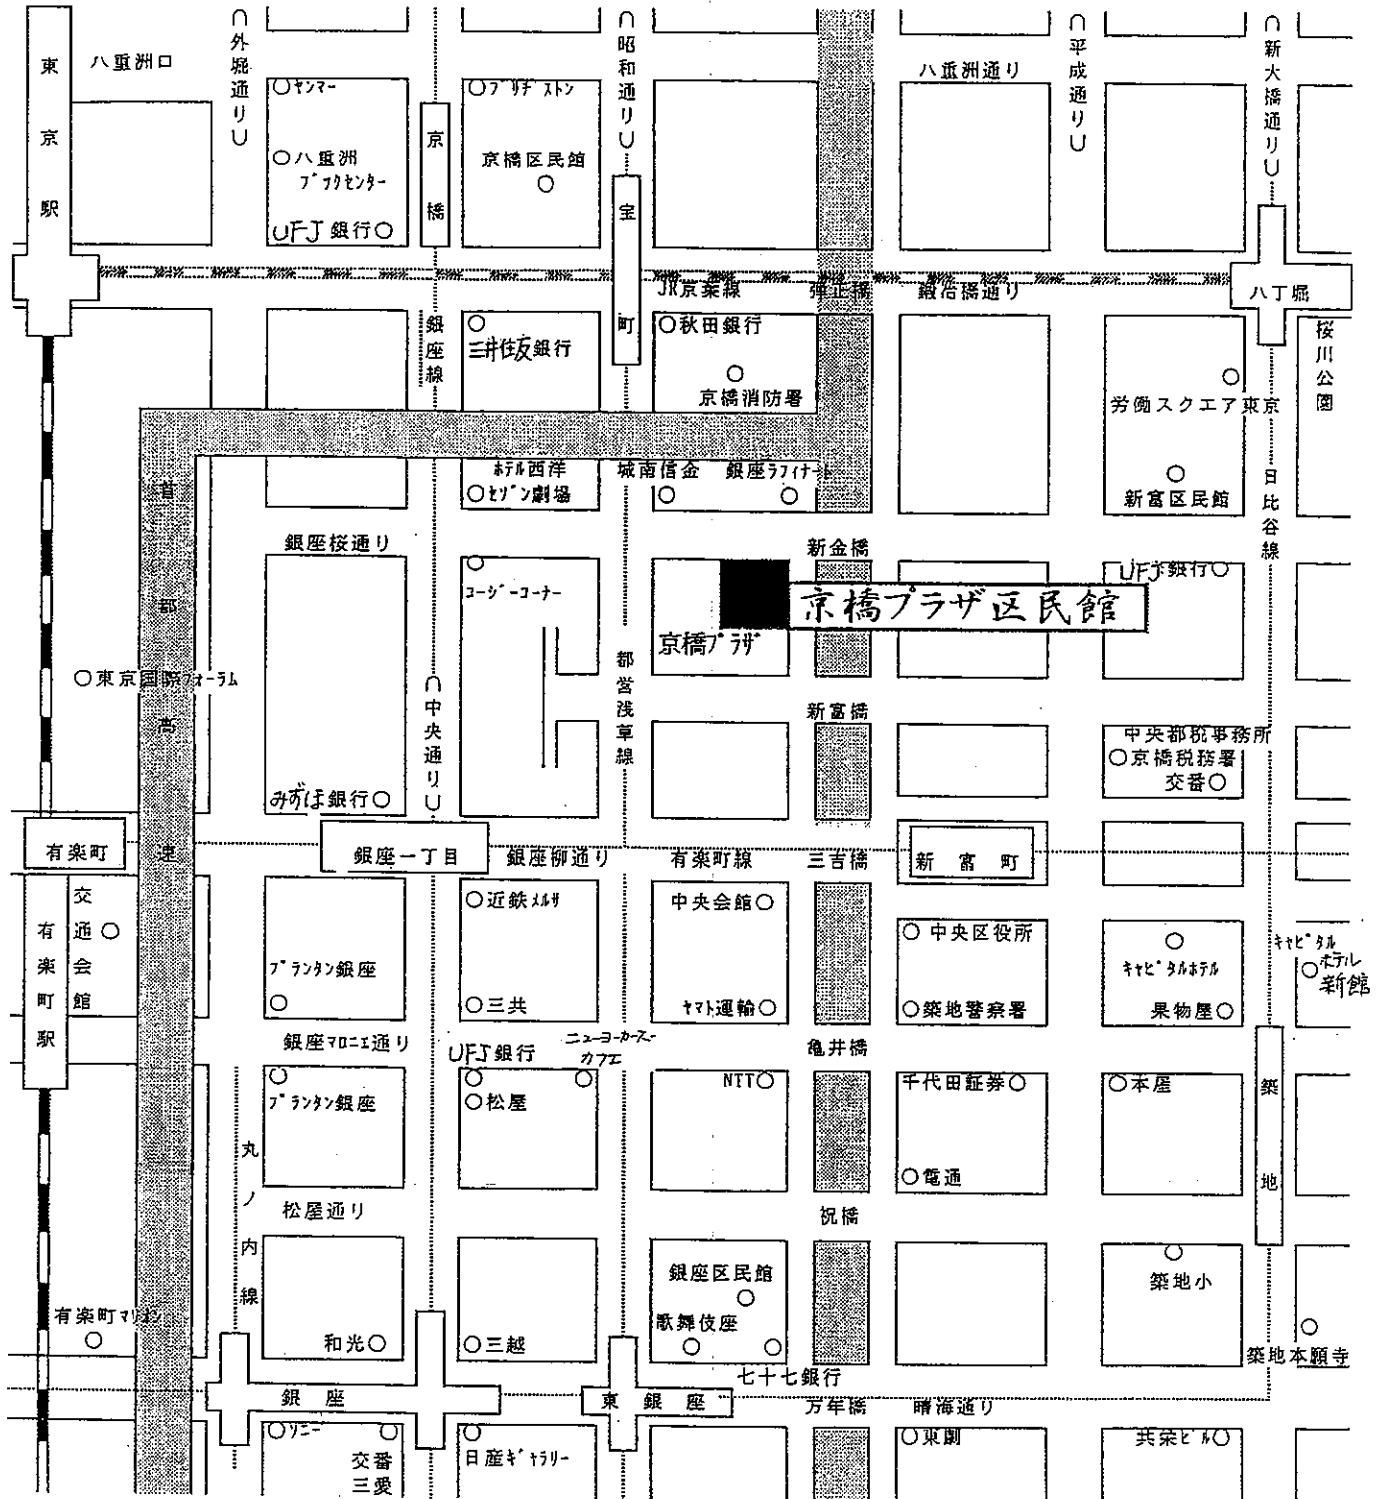 東京駅
八重洲口
⊂外堀通り⊃
⊂昭和通り⊃
⊂平成通り⊃
⊂新大橋通り⊃
八重洲通り
○ヤンマー
○八重洲
ブックセンター
UFJ銀行○
京橋
○ブリヂストン
京橋区民館
○
宝町
JR京葉線
弾正橋
鍛冶橋通り
八丁堀
銀座線
○
三井住友銀行
○秋田銀行
○
京橋消防署
桜川公園
○
労働スクエア東京
○
新富区民館
日比谷線
首都高速
ホテル西洋
○セゾン劇場
城南信金
○
銀座ラフィナート
○
銀座桜通り
新金橋
○
コージーコーナー
京橋プラザ区民館
京橋プラザ
UFJ銀行○
○東京国際フォーラム
⊂中央通り⊃
都営浅草線
新富橋
中央都税事務所
○京橋税務署
交番○
みずほ銀行○
有楽町
銀座一丁目
銀座柳通り
有楽町線
三吉橋
新富町
有楽町駅
交通会館
○
プランタン銀座
○
○近鉄メルサ
○三共
中央会館○
ヤマト運輸○
○中央区役所
○築地警察署
○
キャピタルホテル
果物屋○
キャピタル
○ホテル
新館
銀座マロニエ通り
UFJ銀行
○
ニューヨーカーズ
カフェ
○
亀井橋
○
プランタン銀座
○松屋
NTT○
千代田証券○
○電通
○本屋
築地
丸ノ内線
松屋通り
祝橋
有楽町マリオン
○
和光○
○三越
銀座区民館
○
歌舞伎座
○ ○
七十七銀行
○
築地小
○
築地本願寺
銀座
東銀座
万年橋
晴海通り
○ソニー
○
交番
三愛
○
日産ギャラリー
○東劇
共栄ビル○